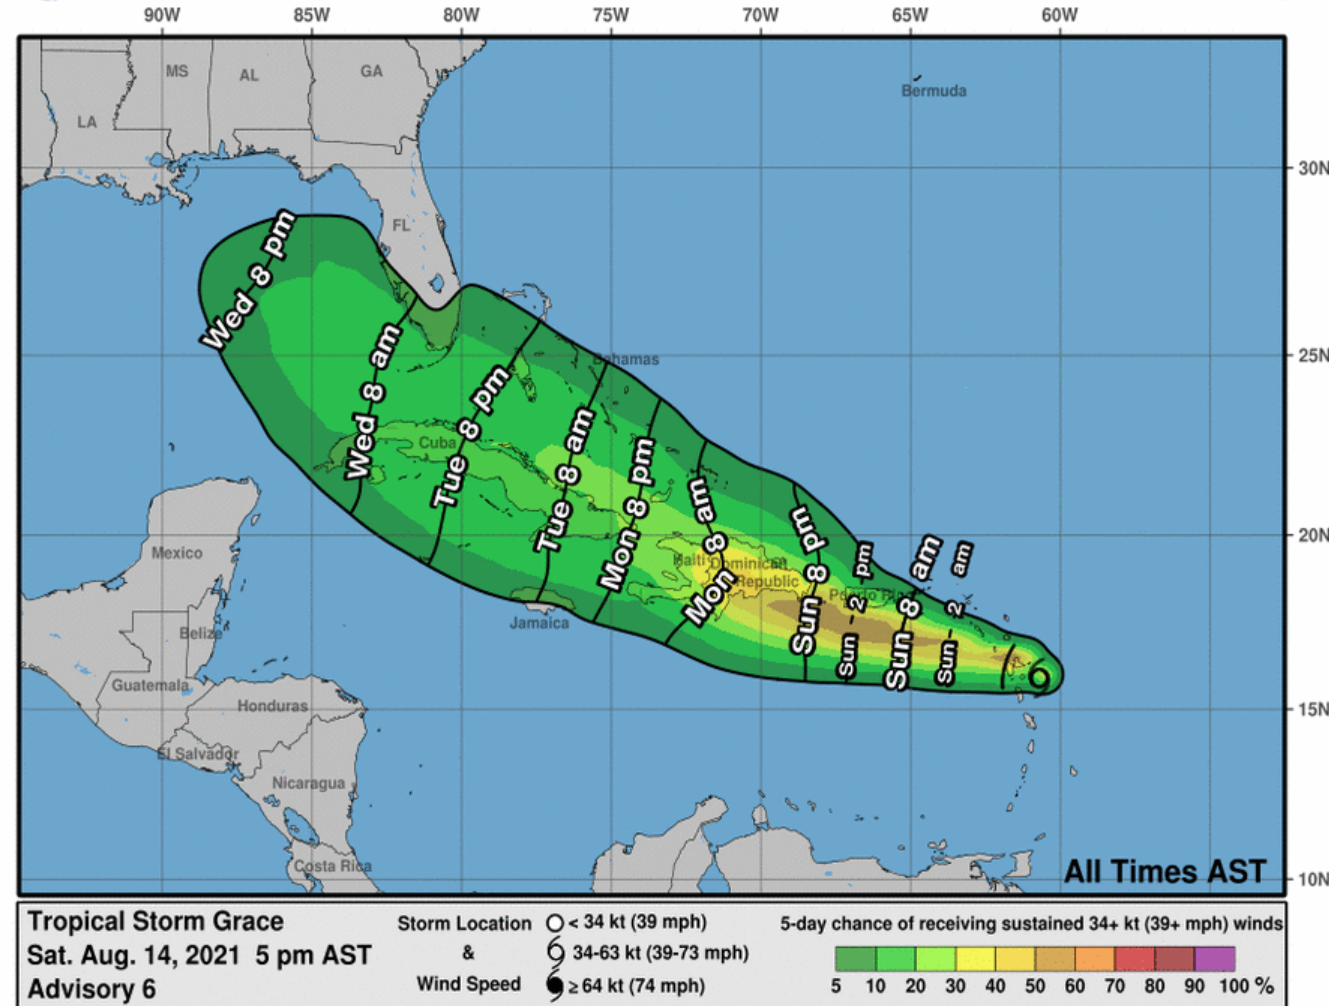 90W 85W 80W 75W 70W 65W 60W
MS AL GA
Bermuda
LA
30N
FL
Wed 8 pm
25N
Bahamas
Wed 8 am
Tue 8 pm
Tue 8 am
Mon 8 pm
Mon 8 am
Sun 8 pm
Sun 2 pm
Sun 8 am
Sun 2 am
Cuba
20N
Mexico
Haiti Dominican
Republic
Puerto Rico
Jamaica
Belize
Guatemala
15N
Honduras
El Salvador
Nicaragua
Costa Rica
All Times AST
10N
Tropical Storm Grace
Sat. Aug. 14, 2021 5 pm AST
Advisory 6
Storm Location
&
Wind Speed
< 34 kt (39 mph)
34-63 kt (39-73 mph)
≥ 64 kt (74 mph)
5-day chance of receiving sustained 34+ kt (39+ mph) winds
5 10 20 30 40 50 60 70 80 90 100 %